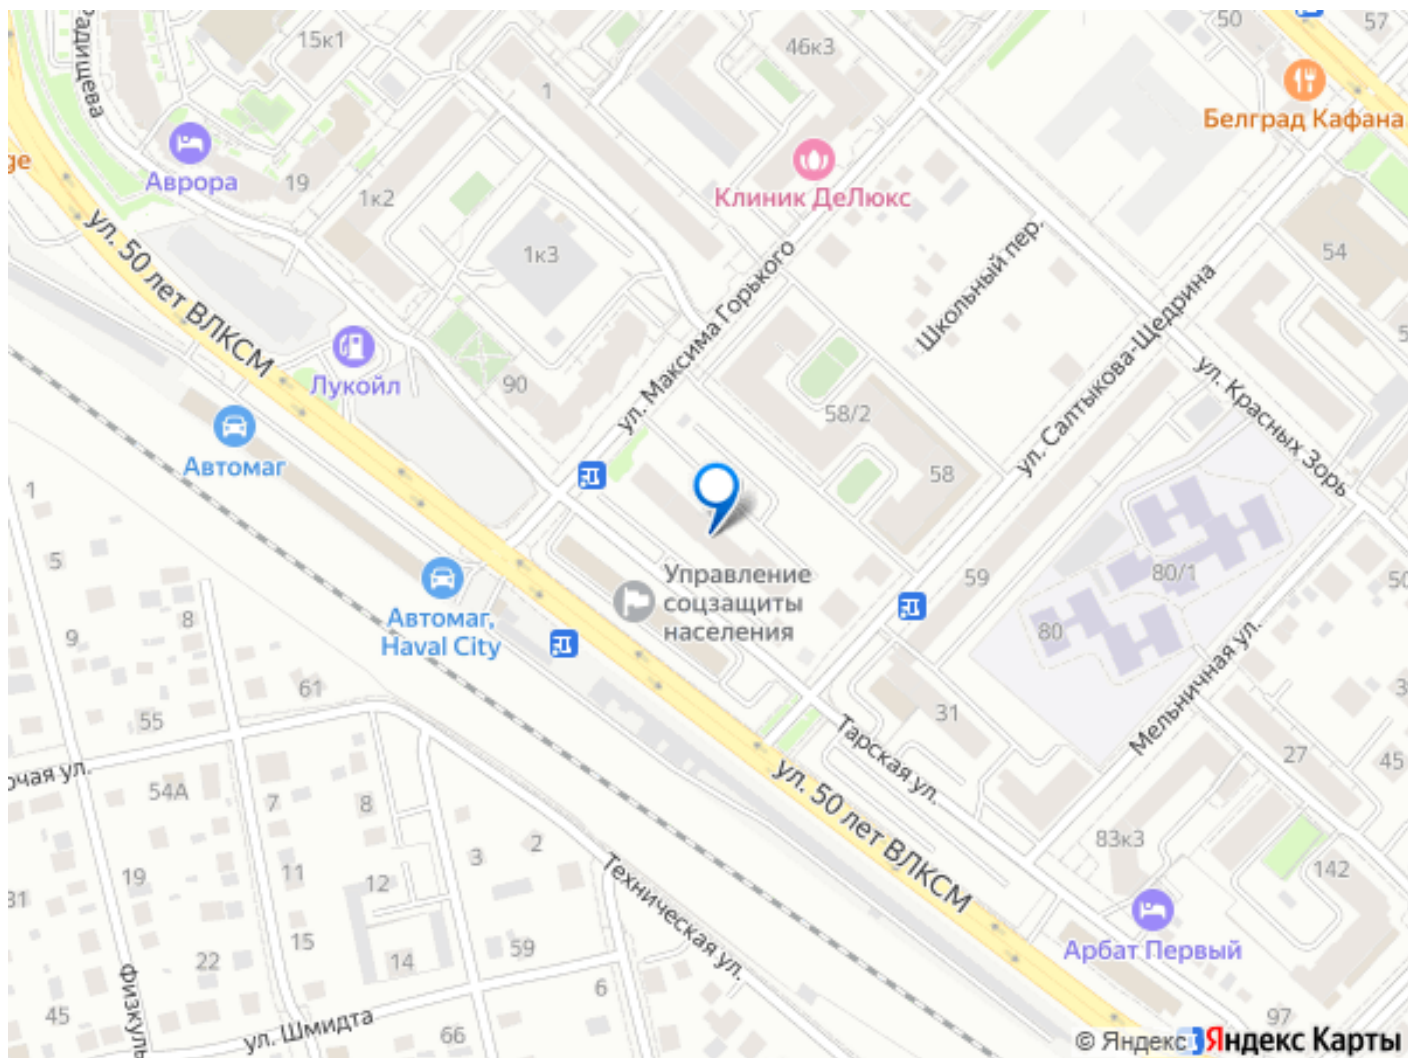 50
57
15к1
46к3
1
Белград Кафана
Радищева
ge
Аврора
19
1к2
Клиник ДеЛюкс
54
1к3
ул. 50 лет ВЛКСМ
ул. Максима Горького
Школьный пер.
ул. Салтыкова-Щедрина
Лукойл
90
58/2
ул. Красных Зорь
Автомаг
58
1
5
Управление
соцзащиты
населения
59
80/1
80
50
9
8
Автомаг,
Haval City
Мельничная ул.
61
55
31
Тарская ул.
27
45
54А
7
8
ул. 50 лет ВЛКСМ
83к3
142
3
2
11
12
19
31
Техническая ул.
Арбат Первый
15
14
59
22
6
Физкуль
45
ул. Шмидта
66
97
© Яндекс Яндекс Карты